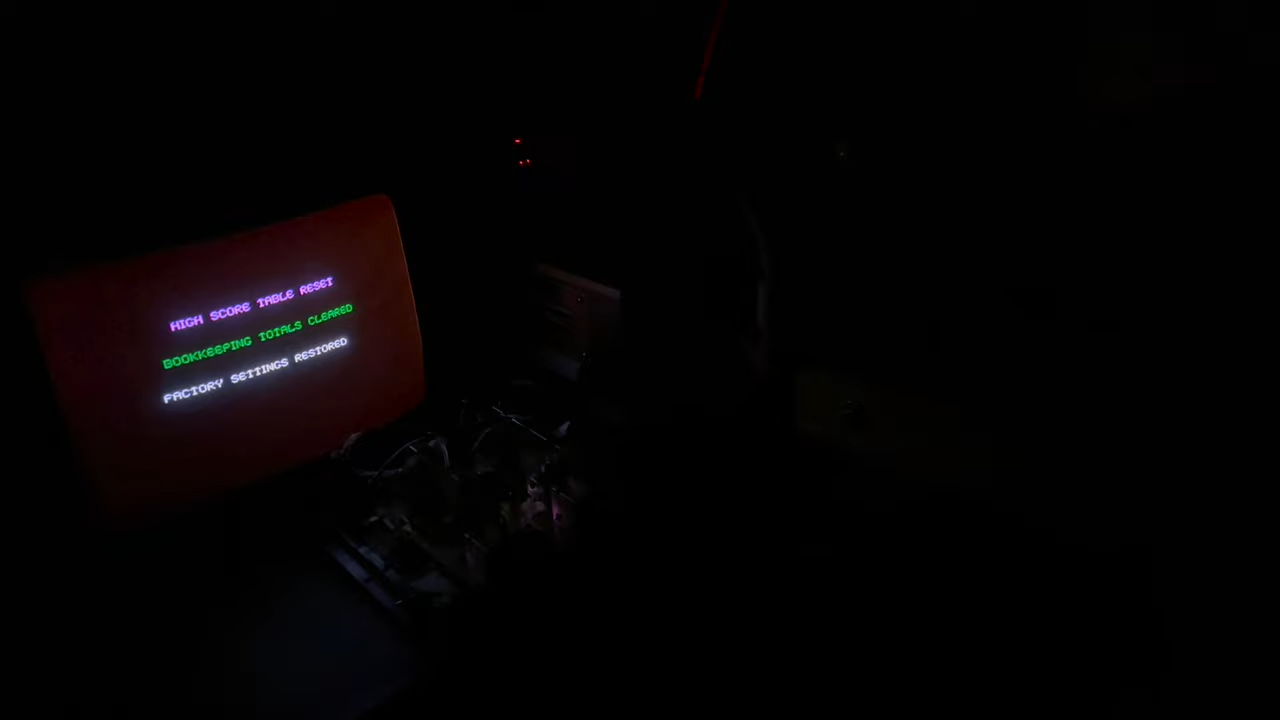 HIGH SCORE TABLE RESET
BOOKKEEPING TOTALS CLEARED
FACTORY SETTINGS RESTORED